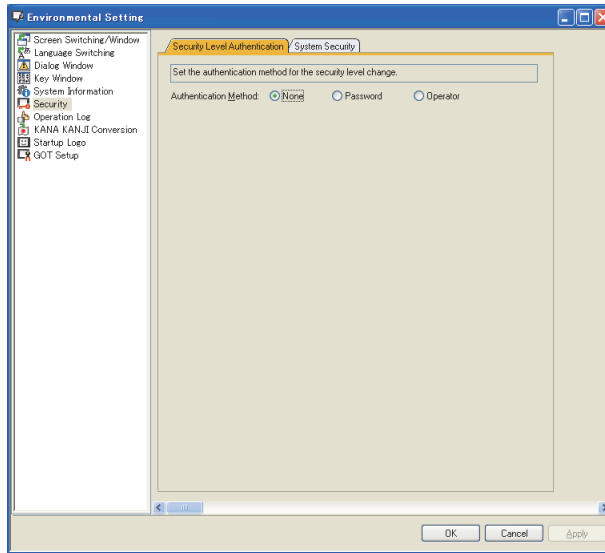 Environmental Setting
Screen Switching/Window
Language Switching
Dialog Window
Key Window
System Information
Security
Operation Log
KANA KANJI Conversion
Startup Logo
GOT Setup
Security Level Authentication System Security
Set the authentication method for the security level change.
Authentication Method: None Password Operator
OK Cancel Apply